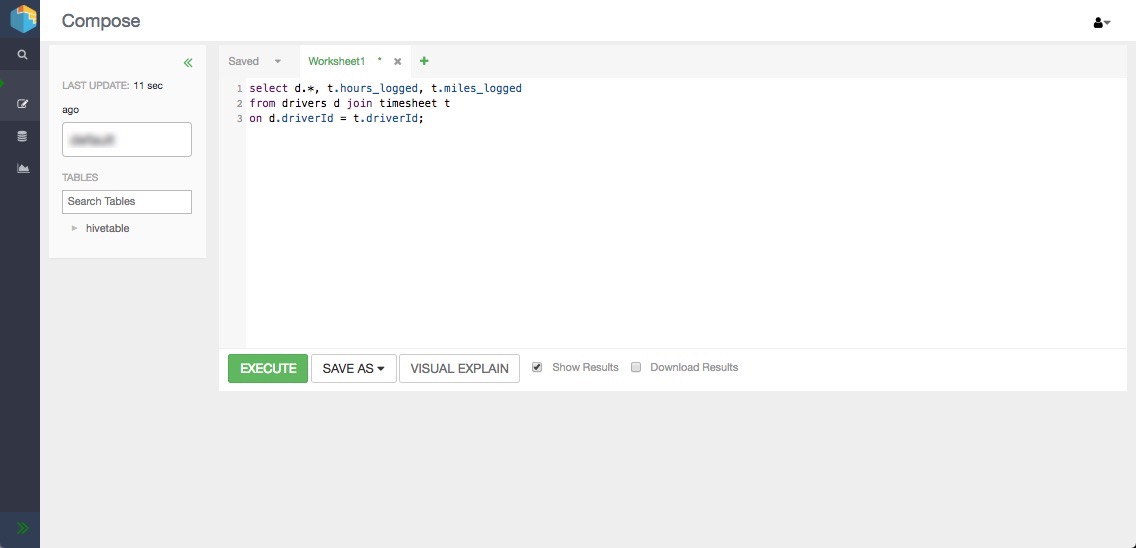 Compose
LAST UPDATE: 11 sec
ago
TABLES
Search Tables
hivetable
Saved
Worksheet1 *
1 select d.*, t.hours_logged, t.miles_logged
2 from drivers d join timesheet t
3 on d.driverId = t.driverId;
EXECUTE
SAVE AS
VISUAL EXPLAIN
Show Results
Download Results